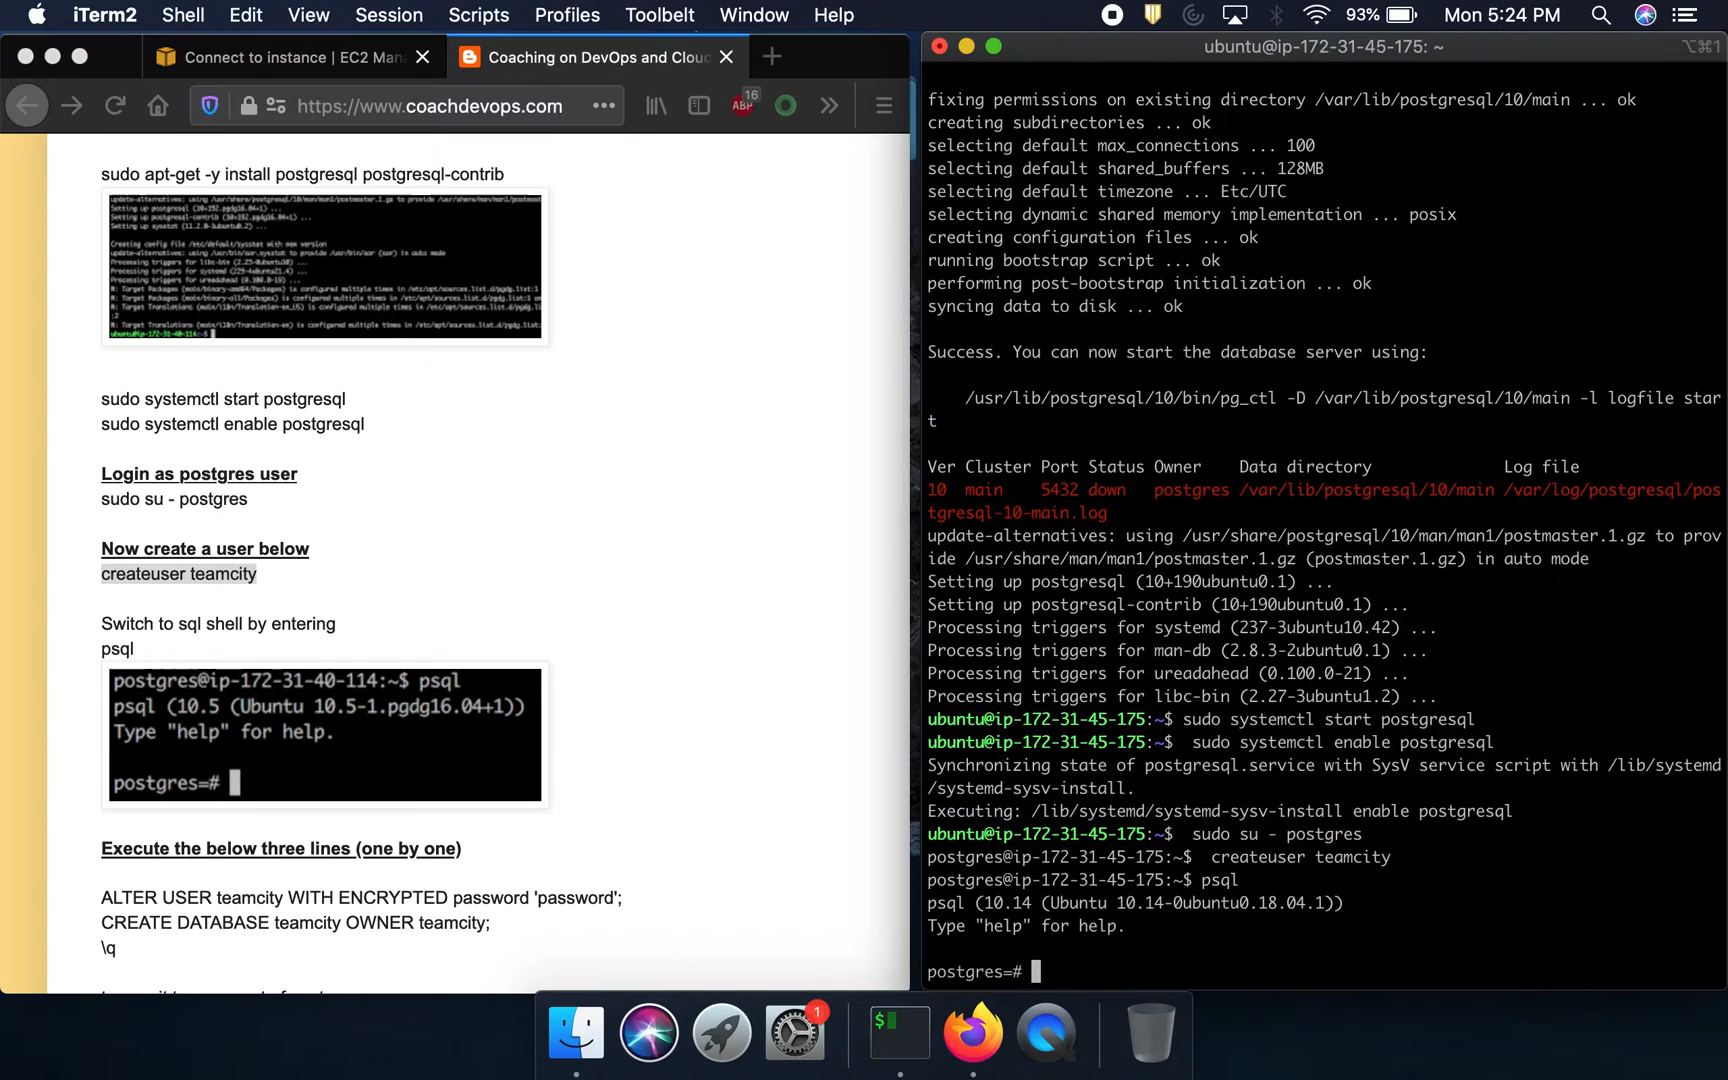 iTerm2 Shell Edit View Session Scripts Profiles Toolbelt Window Help
93% Mon 5:24 PM
Connect to instance | EC2 Man
Coaching on DevOps and Cloud
https://www.coachdevops.com
ABP
16
sudo apt-get -y install postgresql postgresql-contrib
sudo systemctl start postgresql
sudo systemctl enable postgresql
Login as postgres user
sudo su - postgres
Now create a user below
createuser teamcity
Switch to sql shell by entering
psql
postgres@ip-172-31-40-114:~$ psql
psql (10.5 (Ubuntu 10.5-1.pgdg16.04+1))
Type "help" for help.
postgres=#
Execute the below three lines (one by one)
ALTER USER teamcity WITH ENCRYPTED password 'password';
CREATE DATABASE teamcity OWNER teamcity;
\q
ubuntu@ip-172-31-45-175: ~
⌥⌘1
fixing permissions on existing directory /var/lib/postgresql/10/main ... ok
creating subdirectories ... ok
selecting default max_connections ... 100
selecting default shared_buffers ... 128MB
selecting default timezone ... Etc/UTC
selecting dynamic shared memory implementation ... posix
creating configuration files ... ok
running bootstrap script ... ok
performing post-bootstrap initialization ... ok
syncing data to disk ... ok
Success. You can now start the database server using:
/usr/lib/postgresql/10/bin/pg_ctl -D /var/lib/postgresql/10/main -l logfile star
t
Ver Cluster Port Status Owner Data directory Log file
10 main 5432 down postgres /var/lib/postgresql/10/main /var/log/postgresql/pos
tgresql-10-main.log
update-alternatives: using /usr/share/postgresql/10/man/man1/postmaster.1.gz to prov
ide /usr/share/man/man1/postmaster.1.gz (postmaster.1.gz) in auto mode
Setting up postgresql (10+190ubuntu0.1) ...
Setting up postgresql-contrib (10+190ubuntu0.1) ...
Processing triggers for systemd (237-3ubuntu10.42) ...
Processing triggers for man-db (2.8.3-2ubuntu0.1) ...
Processing triggers for ureadahead (0.100.0-21) ...
Processing triggers for libc-bin (2.27-3ubuntu1.2) ...
ubuntu@ip-172-31-45-175:~$ sudo systemctl start postgresql
ubuntu@ip-172-31-45-175:~$ sudo systemctl enable postgresql
Synchronizing state of postgresql.service with SysV service script with /lib/systemd
/systemd-sysv-install.
Executing: /lib/systemd/systemd-sysv-install enable postgresql
ubuntu@ip-172-31-45-175:~$ sudo su - postgres
postgres@ip-172-31-45-175:~$ createuser teamcity
postgres@ip-172-31-45-175:~$ psql
psql (10.14 (Ubuntu 10.14-0ubuntu0.18.04.1))
Type "help" for help.
postgres=#
1
$